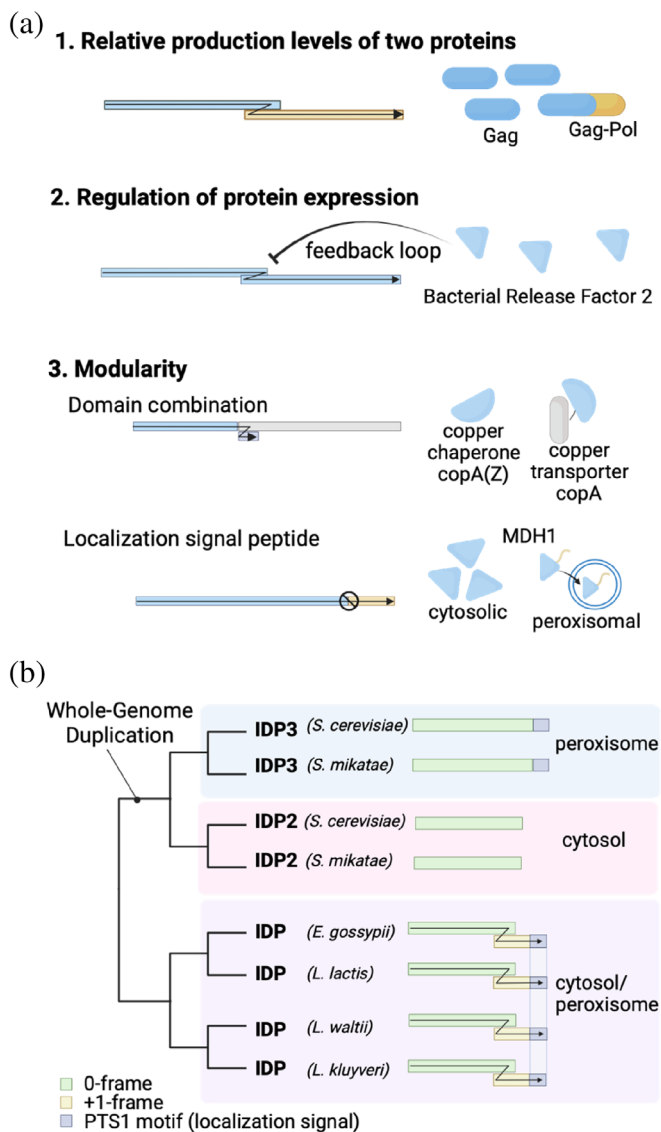 (a)
1. Relative production levels of two proteins
Gag
Gag-Pol
2. Regulation of protein expression
feedback loop
Bacterial Release Factor 2
3. Modularity
Domain combination
copper
chaperone
copA(Z)
copper
transporter
copA
Localization signal peptide
MDH1
cytosolic
peroxisomal
(b)
Whole-Genome
Duplication
IDP3 (S. cerevisiae)
peroxisome
IDP3 (S. mikatae)
IDP2 (S. cerevisiae)
cytosol
IDP2 (S. mikatae)
IDP (E. gossypii)
IDP (L. lactis)
cytosol/
peroxisome
IDP (L. waltii)
IDP (L. kluyveri)
0-frame
+1-frame
PTS1 motif (localization signal)